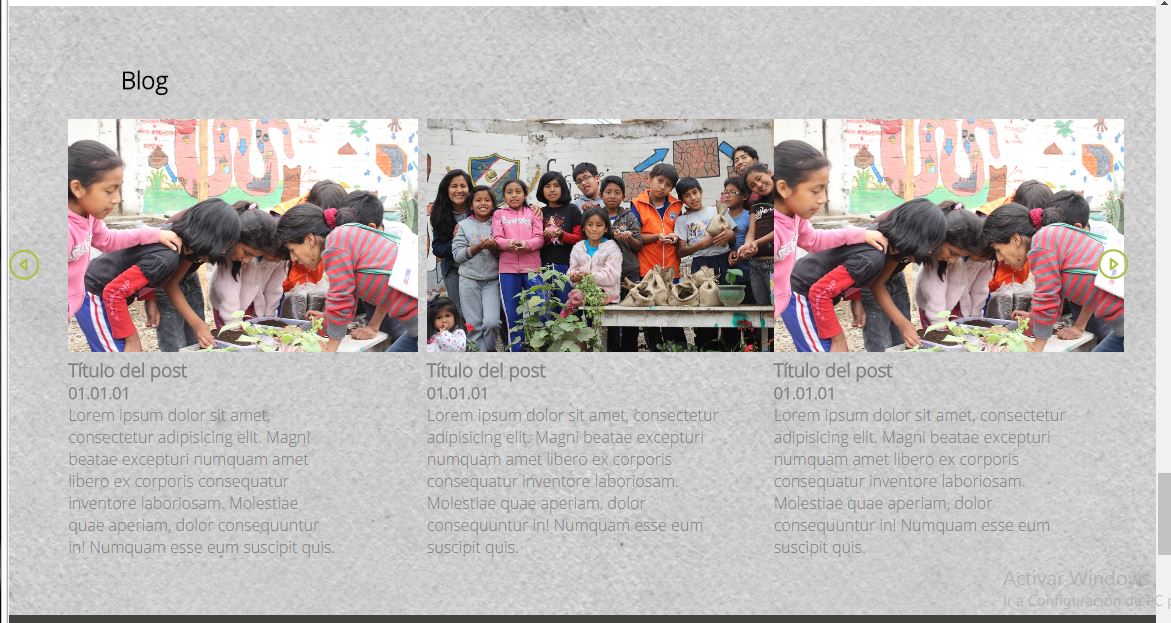 Blog
Título del post
01.01.01
Lorem ipsum dolor sit amet,
consectetur adipisicing elit. Magni
beatae excepturi numquam amet
libero ex corporis consequatur
inventore laboriosam. Molestiae
quae aperiam, dolor consequuntur
in! Numquam esse eum suscipit quis.
Título del post
01.01.01
Lorem ipsum dolor sit amet, consectetur
adipisicing elit. Magni beatae excepturi
numquam amet libero ex corporis
consequatur inventore laboriosam.
Molestiae quae aperiam, dolor
consequuntur in! Numquam esse eum
suscipit quis.
Título del post
01.01.01
Lorem ipsum dolor sit amet, consectetur
adipisicing elit. Magni beatae excepturi
numquam amet libero ex corporis
consequatur inventore laboriosam.
Molestiae quae aperiam, dolor
consequuntur in! Numquam esse eum
suscipit quis.
Activar Windows
Ir a Configuración de PC p